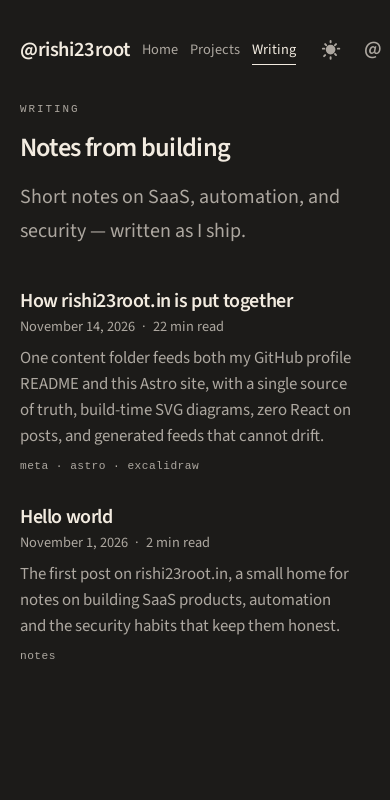 @rishi23root Home Projects Writing @
WRITING
Notes from building
Short notes on SaaS, automation, and
security — written as I ship.
How rishi23root.in is put together
November 14, 2026 · 22 min read
One content folder feeds both my GitHub profile
README and this Astro site, with a single source
of truth, build-time SVG diagrams, zero React on
posts, and generated feeds that cannot drift.
meta · astro · excalidraw
Hello world
November 1, 2026 · 2 min read
The first post on rishi23root.in, a small home for
notes on building SaaS products, automation
and the security habits that keep them honest.
notes